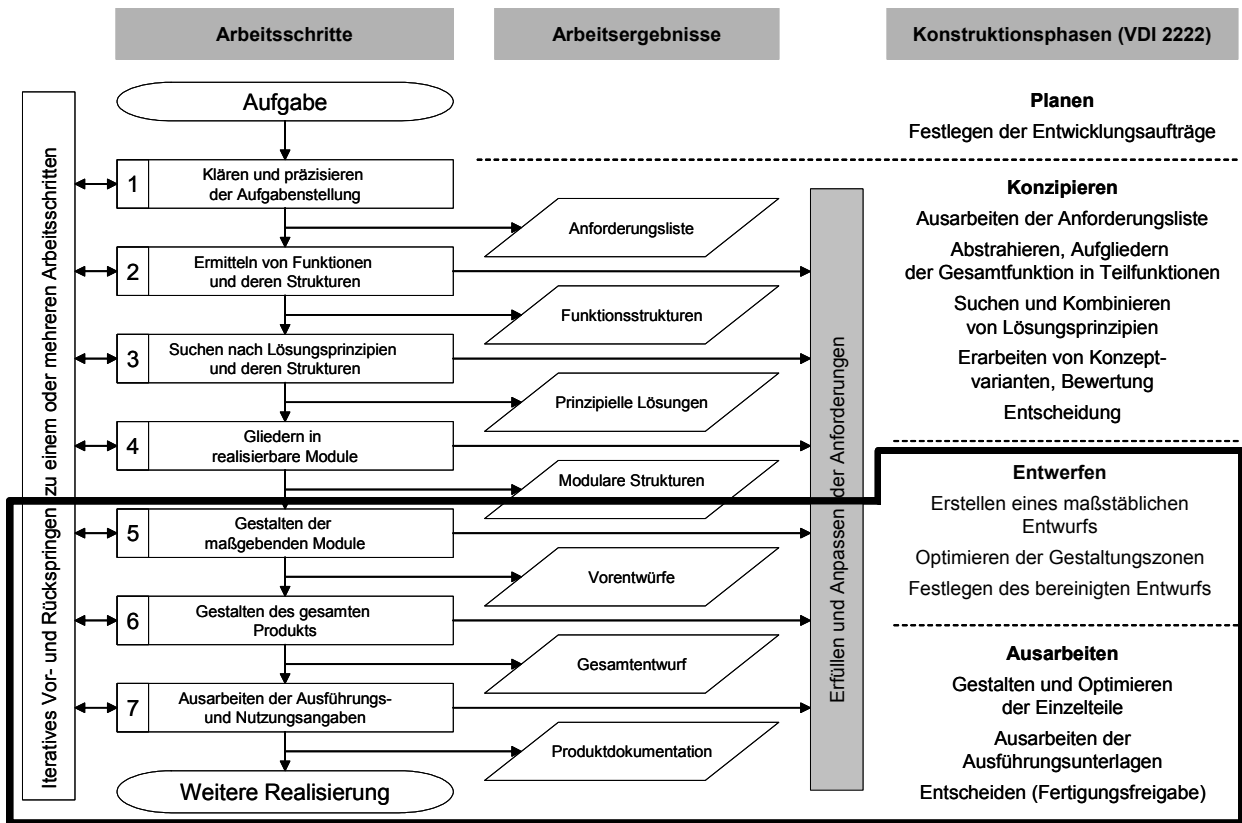 Arbeitsschritte
Arbeitsergebnisse
Konstruktionsphasen (VDI 2222)
Iteratives Vor- und Rückspringen zu einem oder mehreren Arbeitsschritten
Aufgabe
1
Klären und präzisieren
der Aufgabenstellung
Anforderungsliste
2
Ermitteln von Funktionen
und deren Strukturen
Funktionsstrukturen
3
Suchen nach Lösungsprinzipien
und deren Strukturen
Prinzipielle Lösungen
4
Gliedern in
realisierbare Module
Modulare Strukturen
5
Gestalten der
maßgebenden Module
Vorentwürfe
6
Gestalten des gesamten
Produkts
Gesamtentwurf
7
Ausarbeiten der Ausführungs-
und Nutzungsangaben
Produktdokumentation
Weitere Realisierung
Erfüllen und Anpassen der Anforderungen
Planen
Festlegen der Entwicklungsaufträge
Konzipieren
Ausarbeiten der Anforderungsliste
Abstrahieren, Aufgliedern
der Gesamtfunktion in Teilfunktionen
Suchen und Kombinieren
von Lösungsprinzipien
Erarbeiten von Konzept-
varianten, Bewertung
Entscheidung
Entwerfen
Erstellen eines maßstäblichen
Entwurfs
Optimieren der Gestaltungszonen
Festlegen des bereinigten Entwurfs
Ausarbeiten
Gestalten und Optimieren
der Einzelteile
Ausarbeiten der
Ausführungsunterlagen
Entscheiden (Fertigungsfreigabe)